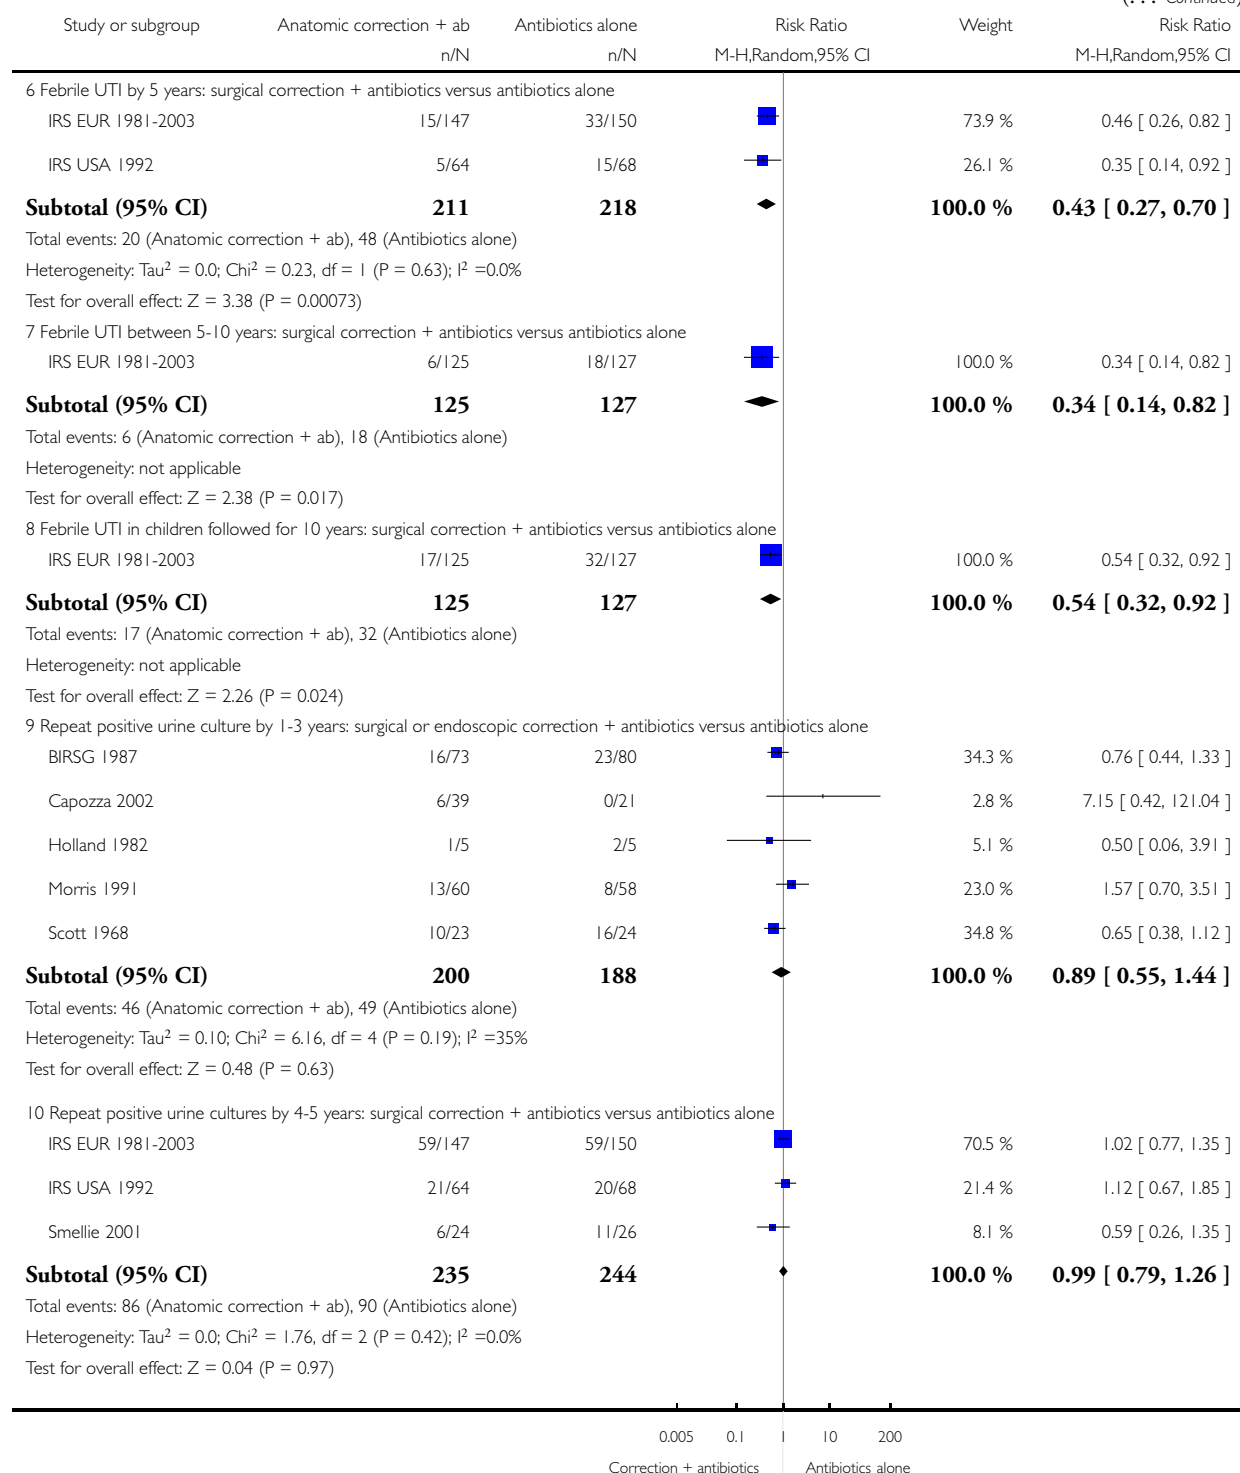 (. . . Continued)
Study or subgroup Anatomic correction + ab Antibiotics alone Risk Ratio Weight Risk Ratio
n/N n/N M-H,Random,95% CI M-H,Random,95% CI
6 Febrile UTI by 5 years: surgical correction + antibiotics versus antibiotics alone
IRS EUR 1981-2003 15/147 33/150 73.9 % 0.46 [ 0.26, 0.82 ]
IRS USA 1992 5/64 15/68 26.1 % 0.35 [ 0.14, 0.92 ]
Subtotal (95% CI) 211 218 100.0 % 0.43 [ 0.27, 0.70 ]
Total events: 20 (Anatomic correction + ab), 48 (Antibiotics alone)
Heterogeneity: Tau² = 0.0; Chi² = 0.23, df = 1 (P = 0.63); I² =0.0%
Test for overall effect: Z = 3.38 (P = 0.00073)
7 Febrile UTI between 5-10 years: surgical correction + antibiotics versus antibiotics alone
IRS EUR 1981-2003 6/125 18/127 100.0 % 0.34 [ 0.14, 0.82 ]
Subtotal (95% CI) 125 127 100.0 % 0.34 [ 0.14, 0.82 ]
Total events: 6 (Anatomic correction + ab), 18 (Antibiotics alone)
Heterogeneity: not applicable
Test for overall effect: Z = 2.38 (P = 0.017)
8 Febrile UTI in children followed for 10 years: surgical correction + antibiotics versus antibiotics alone
IRS EUR 1981-2003 17/125 32/127 100.0 % 0.54 [ 0.32, 0.92 ]
Subtotal (95% CI) 125 127 100.0 % 0.54 [ 0.32, 0.92 ]
Total events: 17 (Anatomic correction + ab), 32 (Antibiotics alone)
Heterogeneity: not applicable
Test for overall effect: Z = 2.26 (P = 0.024)
9 Repeat positive urine culture by 1-3 years: surgical or endoscopic correction + antibiotics versus antibiotics alone
BIRSG 1987 16/73 23/80 34.3 % 0.76 [ 0.44, 1.33 ]
Capozza 2002 6/39 0/21 2.8 % 7.15 [ 0.42, 121.04 ]
Holland 1982 1/5 2/5 5.1 % 0.50 [ 0.06, 3.91 ]
Morris 1991 13/60 8/58 23.0 % 1.57 [ 0.70, 3.51 ]
Scott 1968 10/23 16/24 34.8 % 0.65 [ 0.38, 1.12 ]
Subtotal (95% CI) 200 188 100.0 % 0.89 [ 0.55, 1.44 ]
Total events: 46 (Anatomic correction + ab), 49 (Antibiotics alone)
Heterogeneity: Tau² = 0.10; Chi² = 6.16, df = 4 (P = 0.19); I² =35%
Test for overall effect: Z = 0.48 (P = 0.63)
10 Repeat positive urine cultures by 4-5 years: surgical correction + antibiotics versus antibiotics alone
IRS EUR 1981-2003 59/147 59/150 70.5 % 1.02 [ 0.77, 1.35 ]
IRS USA 1992 21/64 20/68 21.4 % 1.12 [ 0.67, 1.85 ]
Smellie 2001 6/24 11/26 8.1 % 0.59 [ 0.26, 1.35 ]
Subtotal (95% CI) 235 244 100.0 % 0.99 [ 0.79, 1.26 ]
Total events: 86 (Anatomic correction + ab), 90 (Antibiotics alone)
Heterogeneity: Tau² = 0.0; Chi² = 1.76, df = 2 (P = 0.42); I² =0.0%
Test for overall effect: Z = 0.04 (P = 0.97)
0.005 0.1 1 10 200
Correction + antibiotics Antibiotics alone